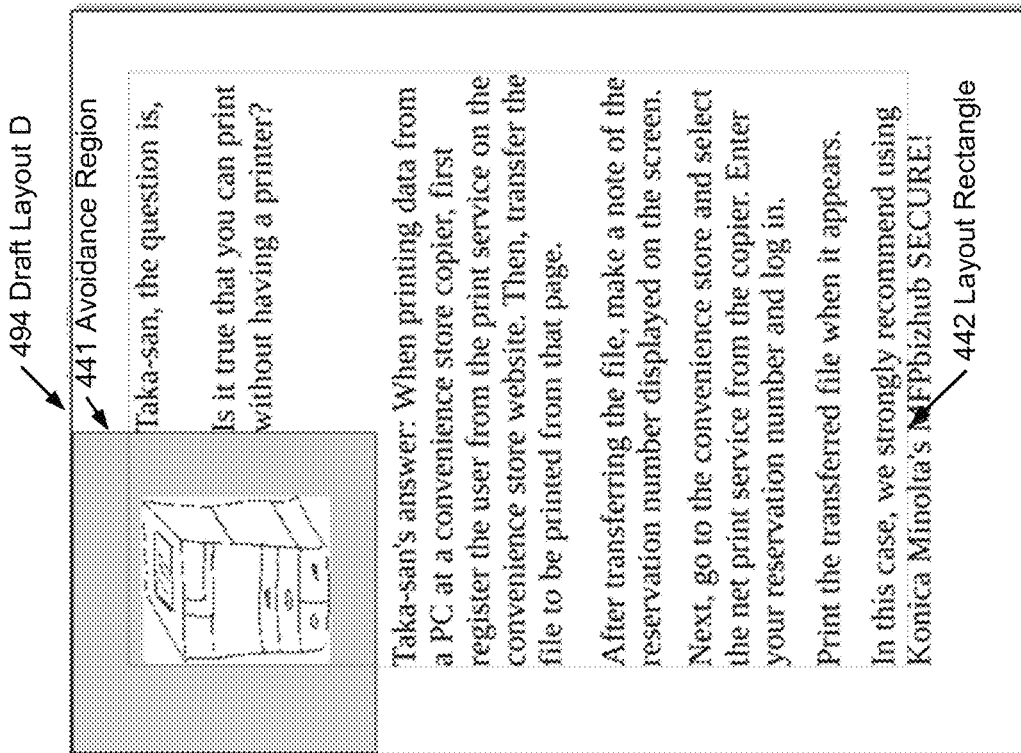 494 Draft Layout D
441 Avoidance Region
Taka-san, the question is,
Is it true that you can print
without having a printer?
Taka-san's answer: When printing data from
a PC at a convenience store copier, first
register the user from the print service on the
convenience store website. Then, transfer the
file to be printed from that page.
After transferring the file, make a note of the
reservation number displayed on the screen.
Next, go to the convenience store and select
the net print service from the copier. Enter
your reservation number and log in.
Print the transferred file when it appears.
In this case, we strongly recommend using
Konica Minolta's MFPbizhub SECURE!
442 Layout Rectangle